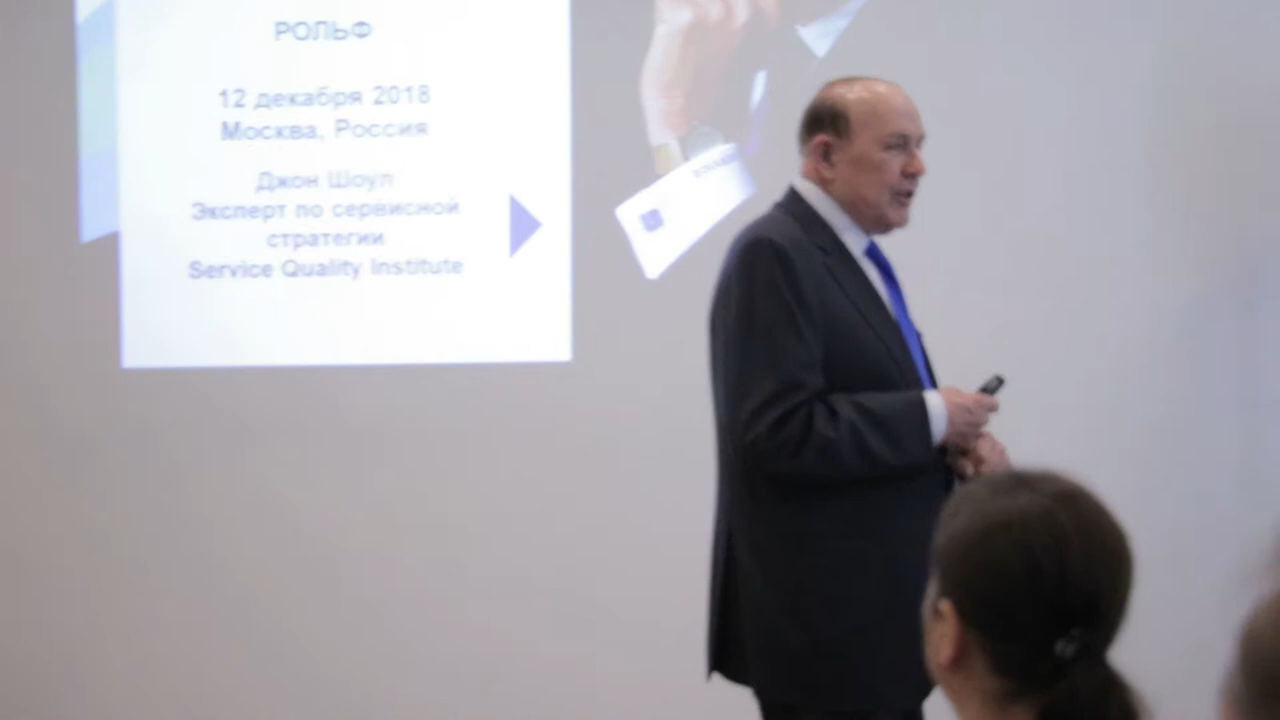 РОЛЬФ
12 декабря 2018
Москва, Россия
Джон Шоул
Эксперт по сервисной
стратегии
Service Quality Institute